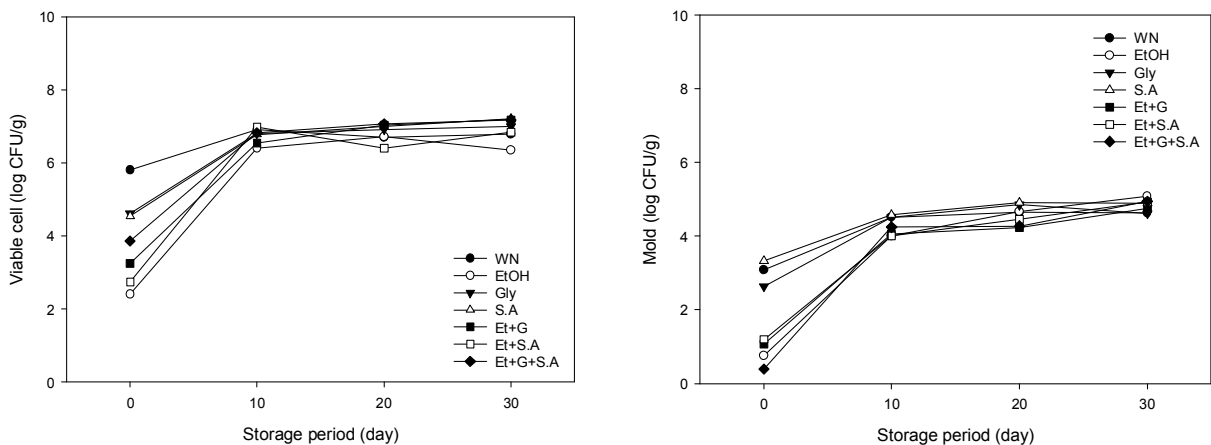 10
8
6
4
2
0
Viable cell (log CFU/g)
WN
EtOH
Gly
S.A
Et+G
Et+S.A
Et+G+S.A
0 10 20 30
Storage period (day)
10
8
6
4
2
0
Mold (log CFU/g)
WN
EtOH
Gly
S.A
Et+G
Et+S.A
Et+G+S.A
0 10 20 30
Storage period (day)